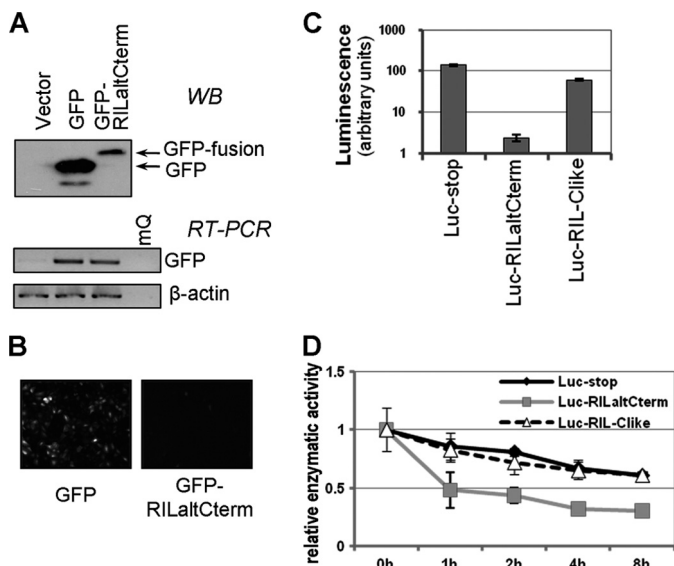 A
Vector
GFP
GFP-
RILaltCterm
WB
GFP-fusion
GFP
mQ
RT-PCR
GFP
β-actin
B
GFP
GFP-
RILaltCterm
C
Luminescence
(arbitrary units)
1000
100
10
1
Luc-stop
Luc-RILaltCterm
Luc-RIL-Clike
D
relative enzymatic activity
1.5
1
0.5
0
Luc-stop
Luc-RILaltCterm
Luc-RIL-Clike
0h
1h
2h
4h
8h